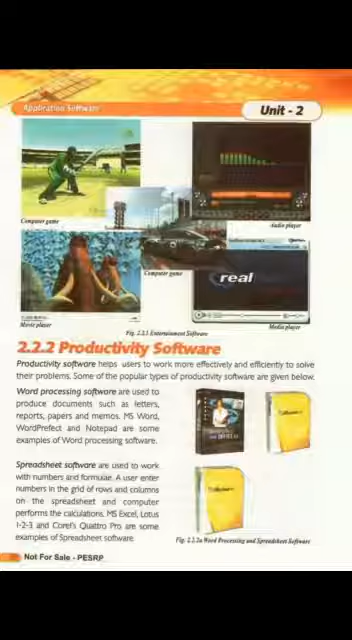 Application Software
Unit - 2
Computer game
Audio player
Computer game
real
Movie player
Media player
Fig. 2.2.1 Entertainment Software
2.2.2 Productivity Software
Productivity software helps users to work more effectively and efficiently to solve
their problems. Some of the popular types of productivity software are given below.
Word processing software are used to
produce documents such as letters,
reports, papers and memos. MS Word,
WordPrefect and Notepad are some
examples of Word processing software.
Spreadsheet software are used to work
with numbers and formulae. A user enter
numbers in the grid of rows and columns
on the spreadsheet and computer
performs the calculations. MS Excel, Lotus
1-2-3 and Corel's Quattro Pro are some
examples of Spreadsheet software
Fig. 2.2.2a Word Processing and Spreadsheet Software
Not For Sale - PESRP